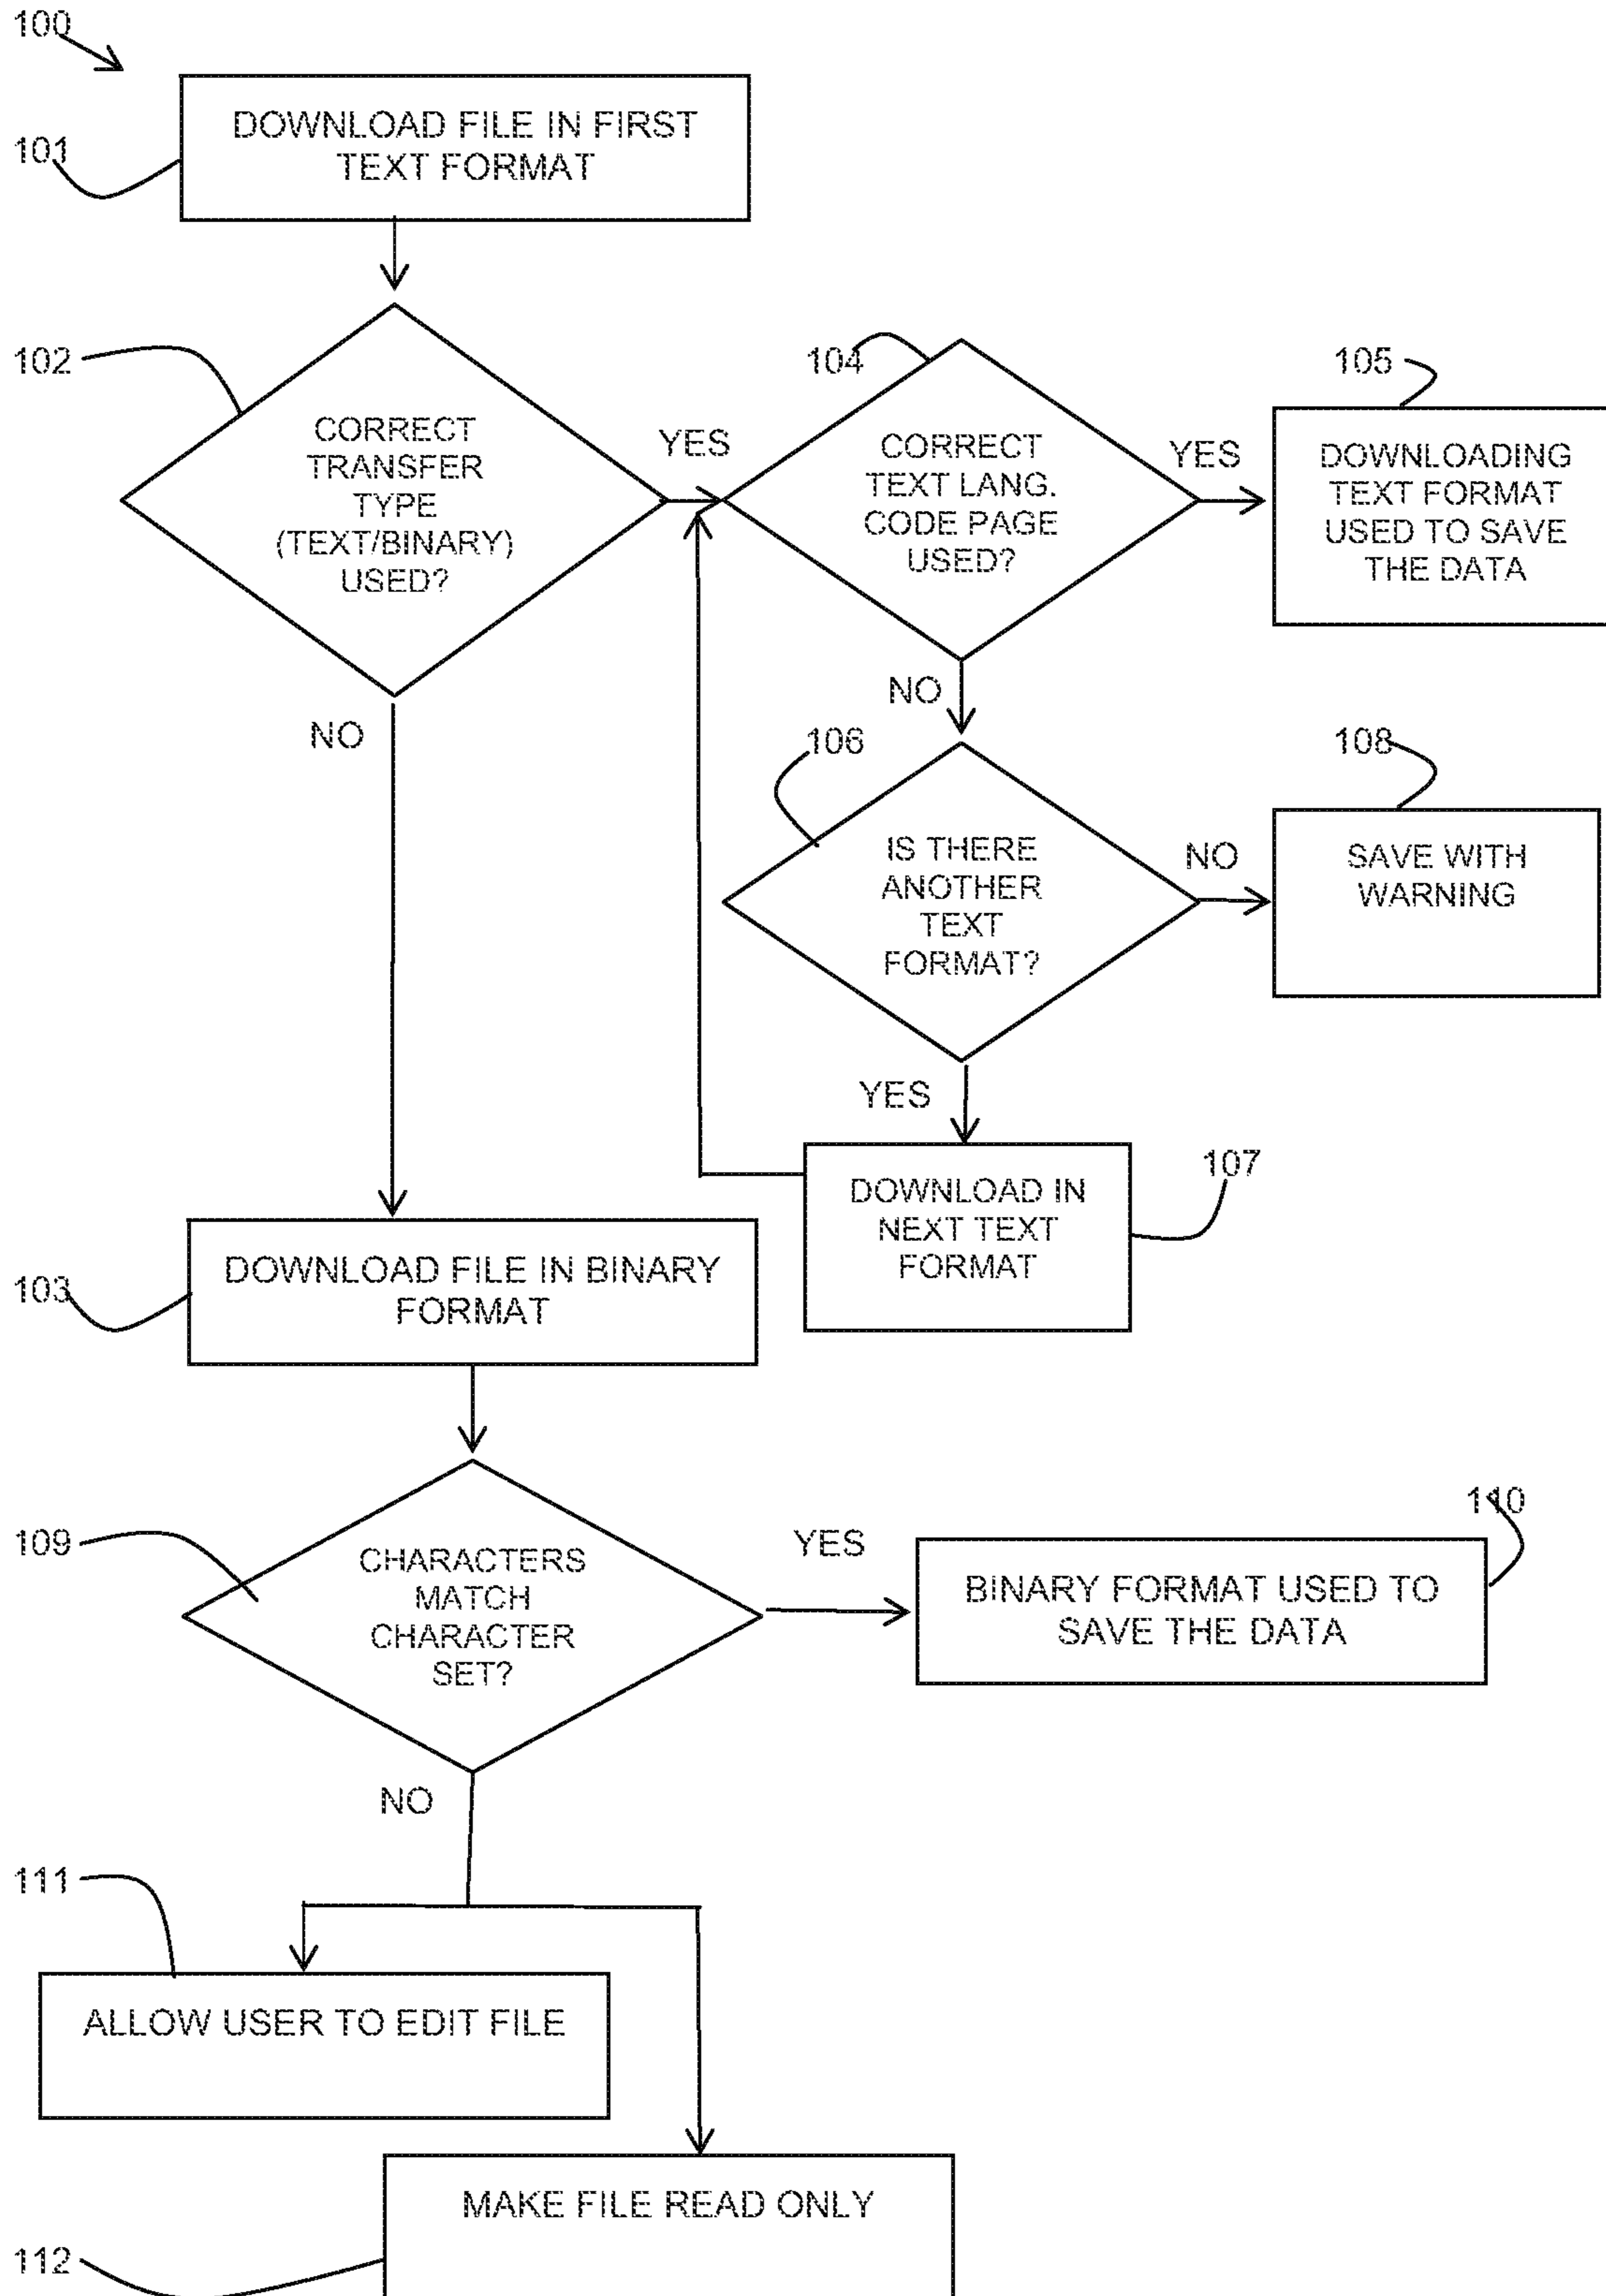 100
101
DOWNLOAD FILE IN FIRST
TEXT FORMAT
102
CORRECT
TRANSFER
TYPE
(TEXT/BINARY)
USED?
YES
NO
104
CORRECT
TEXT LANG.
CODE PAGE
USED?
YES
NO
105
DOWNLOADING
TEXT FORMAT
USED TO SAVE
THE DATA
106
IS THERE
ANOTHER
TEXT
FORMAT?
NO
YES
108
SAVE WITH
WARNING
107
DOWNLOAD IN
NEXT TEXT
FORMAT
103
DOWNLOAD FILE IN BINARY
FORMAT
109
CHARACTERS
MATCH
CHARACTER
SET?
YES
NO
110
BINARY FORMAT USED TO
SAVE THE DATA
111
ALLOW USER TO EDIT FILE
MAKE FILE READ ONLY
112